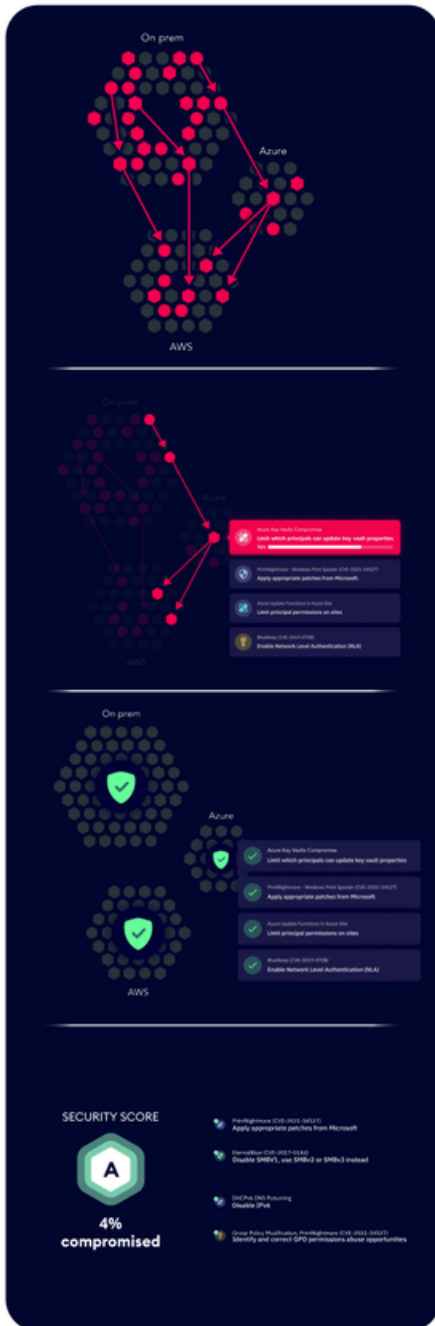 On prem
Azure
AWS
On prem
Azure
Azure Key Vaults Compromise
Limit which principals can update key vault properties
PrintNightmare - Windows Print Spooler (CVE-2021-34527)
Apply appropriate patches from Microsoft.
Azure Update Functions in Azure Site
Limit principal permissions on sites
BlueKeep (CVE-2019-0708)
Enable Network Level Authentication (NLA)
AWS
On prem
Azure
Azure Key Vaults Compromise
Limit which principals can update key vault properties
PrintNightmare - Windows Print Spooler (CVE-2021-34527)
Apply appropriate patches from Microsoft.
Azure Update Functions in Azure Site
Limit principal permissions on sites
BlueKeep (CVE-2019-0708)
Enable Network Level Authentication (NLA)
AWS
SECURITY SCORE
A
4%
compromised
PrintNightmare (CVE-2021-34527)
Apply appropriate patches from Microsoft
EternalBlue (CVE-2017-0144)
Disable SMBV1, use SMBv2 or SMBv3 instead
DHCPv6 DNS Poisoning
Disable IPv6
Group Policy Modification, PrintNightmare (CVE-2021-34527)
Identify and correct GPO permissions abuse opportunities